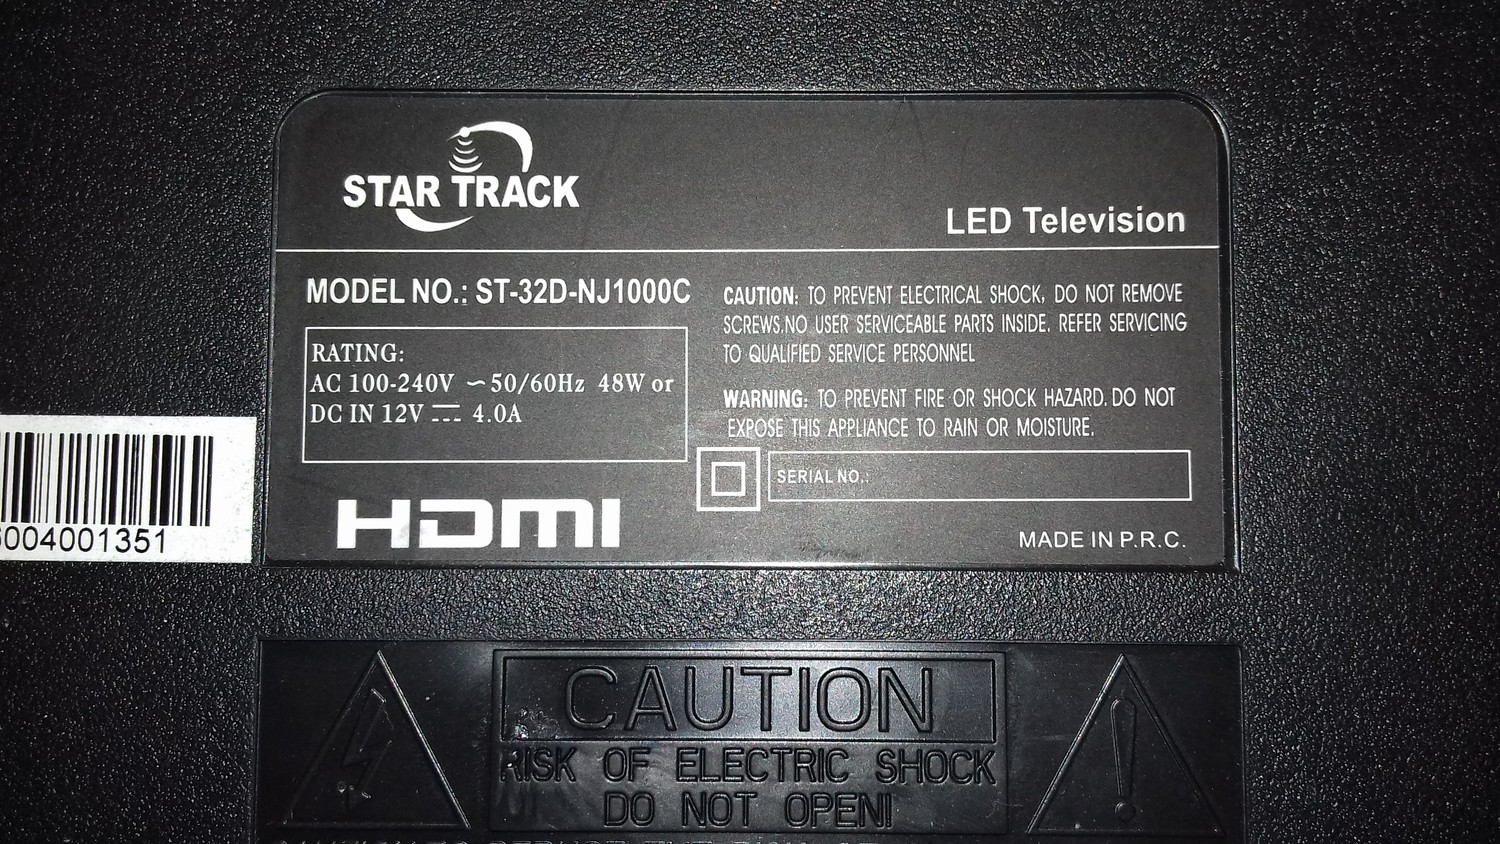 STAR TRACK
LED Television
MODEL NO.: ST-32D-NJ1000C
RATING:
AC 100-240V ~50/60Hz 48W or
DC IN 12V ⎓ 4.0A
CAUTION: TO PREVENT ELECTRICAL SHOCK, DO NOT REMOVE
SCREWS.NO USER SERVICEABLE PARTS INSIDE. REFER SERVICING
TO QUALIFIED SERVICE PERSONNEL
WARNING: TO PREVENT FIRE OR SHOCK HAZARD. DO NOT
EXPOSE THIS APPLIANCE TO RAIN OR MOISTURE.
SERIAL NO.:
HDMI
MADE IN P.R.C.
004001351
CAUTION
RISK OF ELECTRIC SHOCK
DO NOT OPEN!